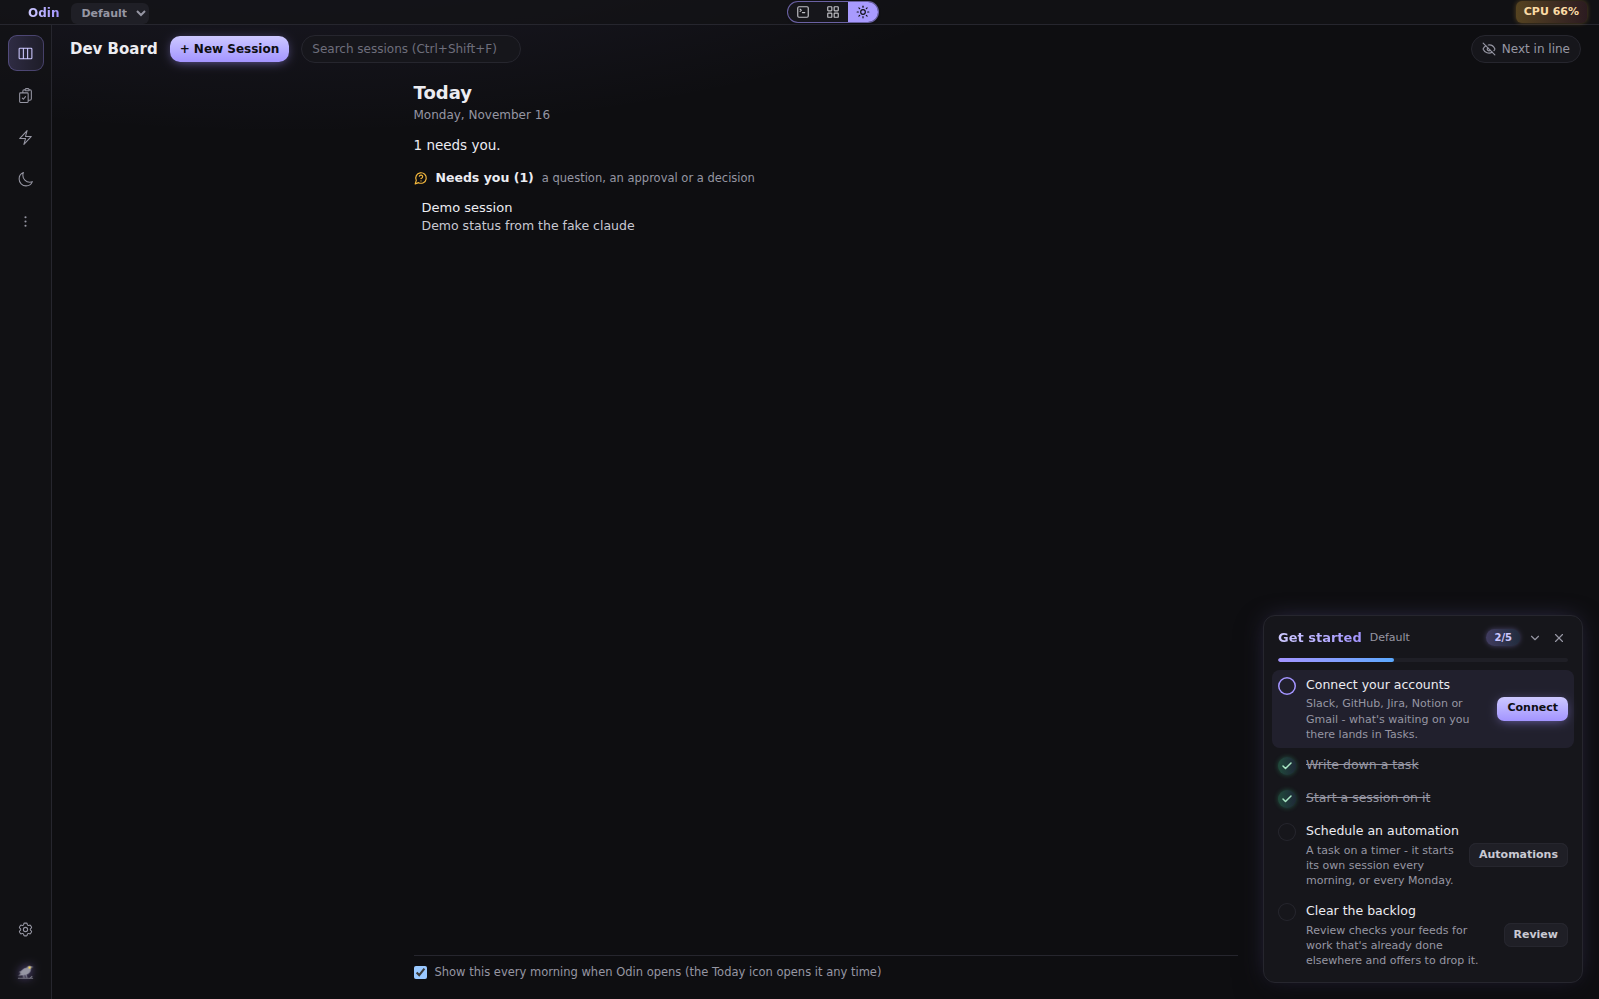 Odin
Default
CPU 66%
Dev Board
+ New Session
Search sessions (Ctrl+Shift+F)
Next in line
Today
Monday, November 16
1 needs you.
Needs you (1) a question, an approval or a decision
Demo session
Demo status from the fake claude
Get started Default 2/5
Connect your accounts
Slack, GitHub, Jira, Notion or
Gmail - what's waiting on you
there lands in Tasks.
Connect
Write down a task
Start a session on it
Schedule an automation
A task on a timer - it starts
its own session every
morning, or every Monday.
Automations
Clear the backlog
Review checks your feeds for
work that's already done
elsewhere and offers to drop it.
Review
Show this every morning when Odin opens (the Today icon opens it any time)